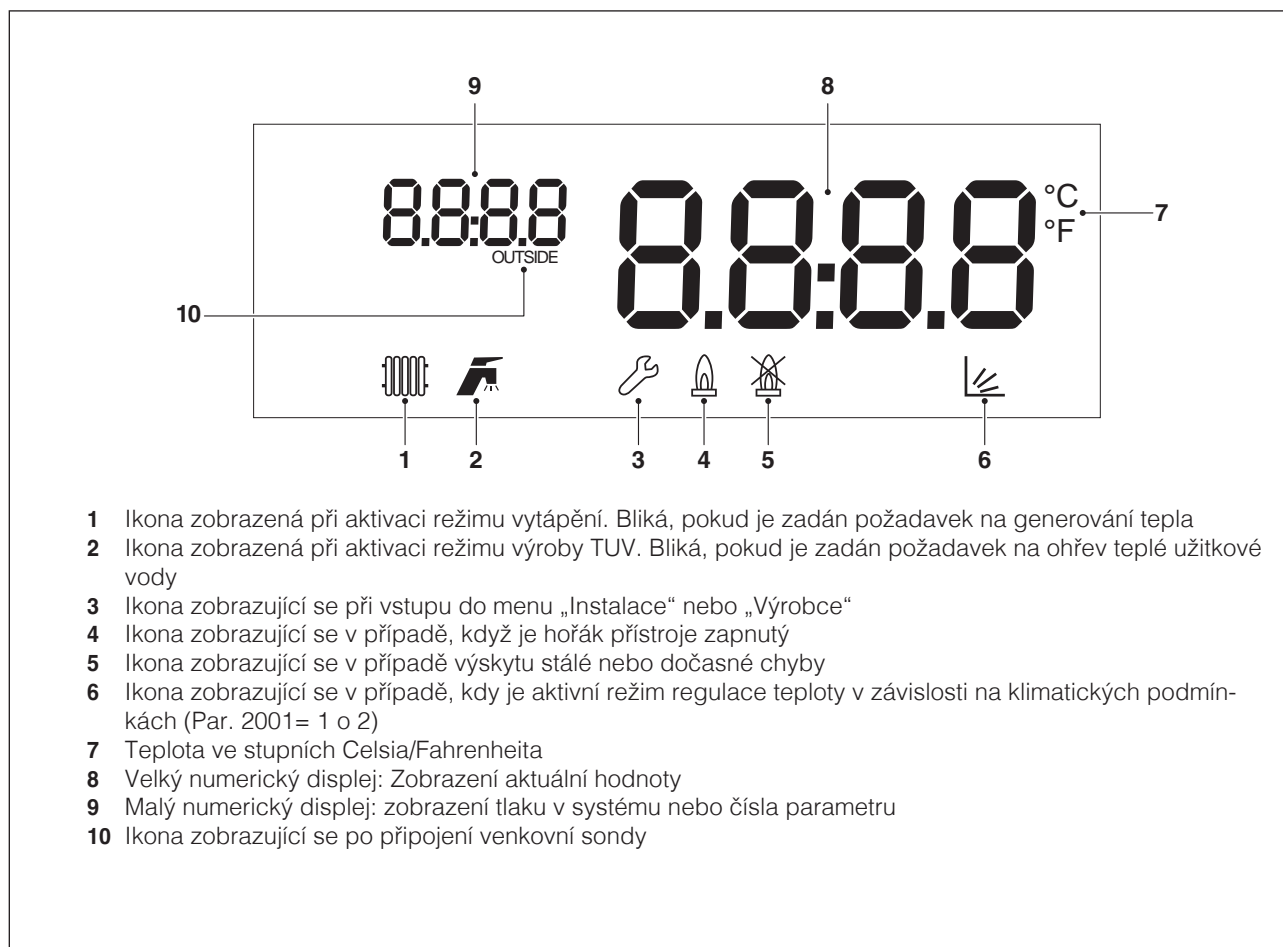 9 8
8.8:8.8 8.8:8.8 °C
°F
7
OUTSIDE
10
1 2 3 4 5 6
1 Ikona zobrazená při aktivaci režimu vytápění. Bliká, pokud je zadán požadavek na generování tepla
2 Ikona zobrazená při aktivaci režimu výroby TUV. Bliká, pokud je zadán požadavek na ohřev teplé užitkové
vody
3 Ikona zobrazující se při vstupu do menu „Instalace“ nebo „Výrobce“
4 Ikona zobrazující se v případě, když je hořák přístroje zapnutý
5 Ikona zobrazující se v případě výskytu stálé nebo dočasné chyby
6 Ikona zobrazující se v případě, kdy je aktivní režim regulace teploty v závislosti na klimatických podmín-
kách (Par. 2001= 1 o 2)
7 Teplota ve stupních Celsia/Fahrenheita
8 Velký numerický displej: Zobrazení aktuální hodnoty
9 Malý numerický displej: zobrazení tlaku v systému nebo čísla parametru
10 Ikona zobrazující se po připojení venkovní sondy